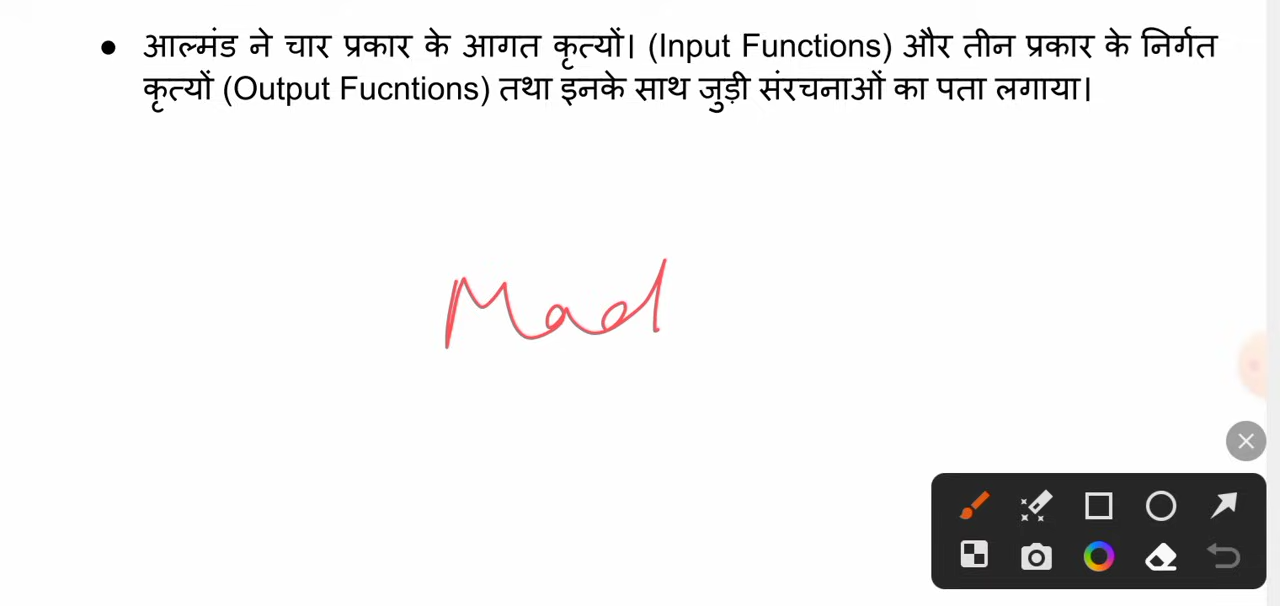 ● आल्मंड ने चार प्रकार के आगत कृत्यों। (Input Functions) और तीन प्रकार के निर्गत
कृत्यों (Output Fucntions) तथा इनके साथ जुड़ी संरचनाओं का पता लगाया।
Mad